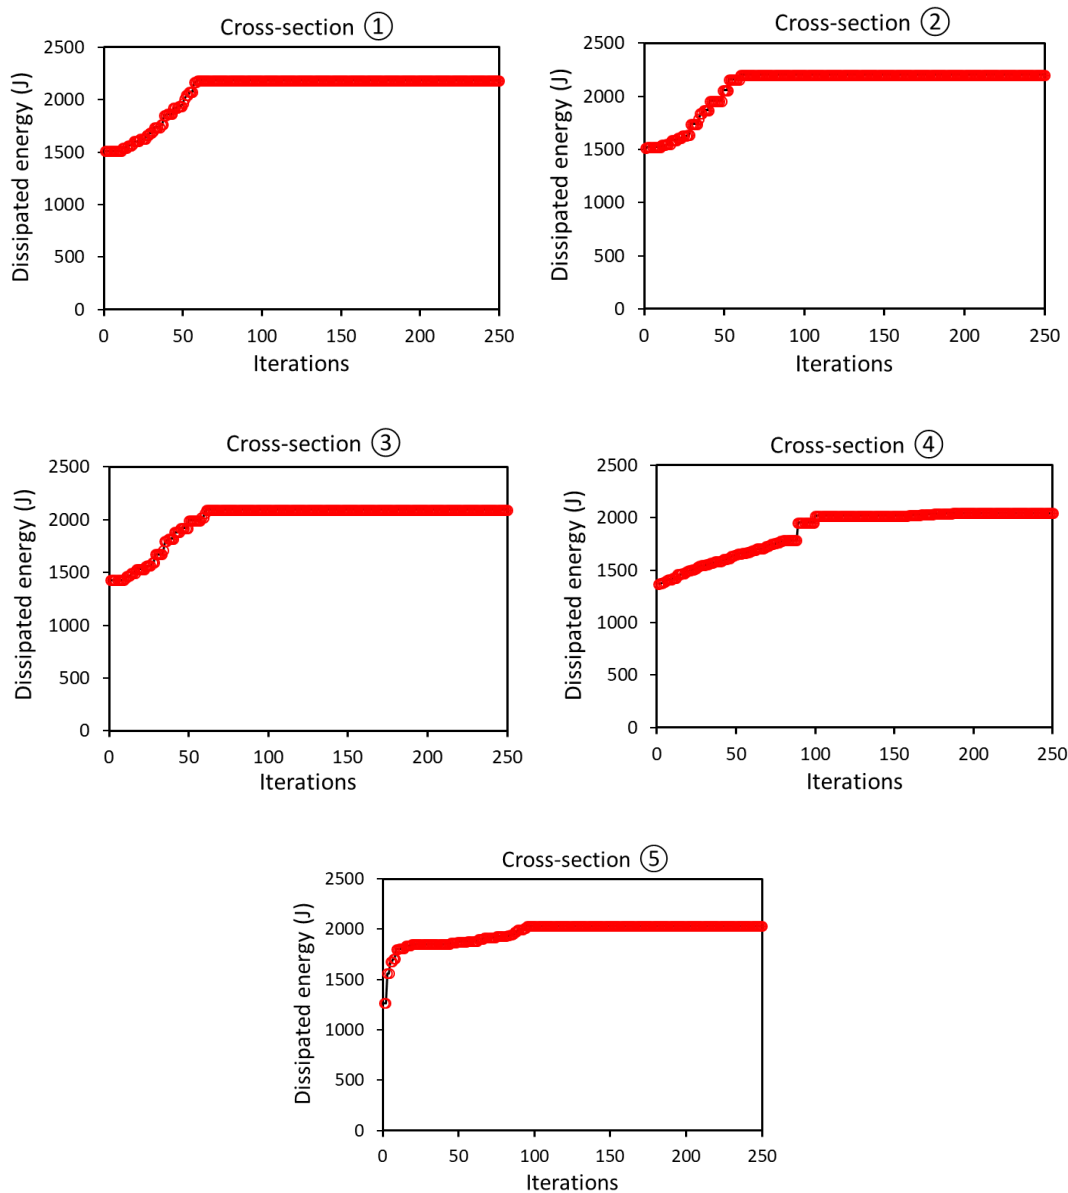 Cross-section ①
Dissipated energy (J)
2500
2000
1500
1000
500
0
0 50 100 150 200 250
Iterations
Cross-section ②
Dissipated energy (J)
2500
2000
1500
1000
500
0
0 50 100 150 200 250
Iterations
Cross-section ③
Dissipated energy (J)
2500
2000
1500
1000
500
0
0 50 100 150 200 250
Iterations
Cross-section ④
Dissipated energy (J)
2500
2000
1500
1000
500
0
0 50 100 150 200 250
Iterations
Cross-section ⑤
Dissipated energy (J)
2500
2000
1500
1000
500
0
0 50 100 150 200 250
Iterations